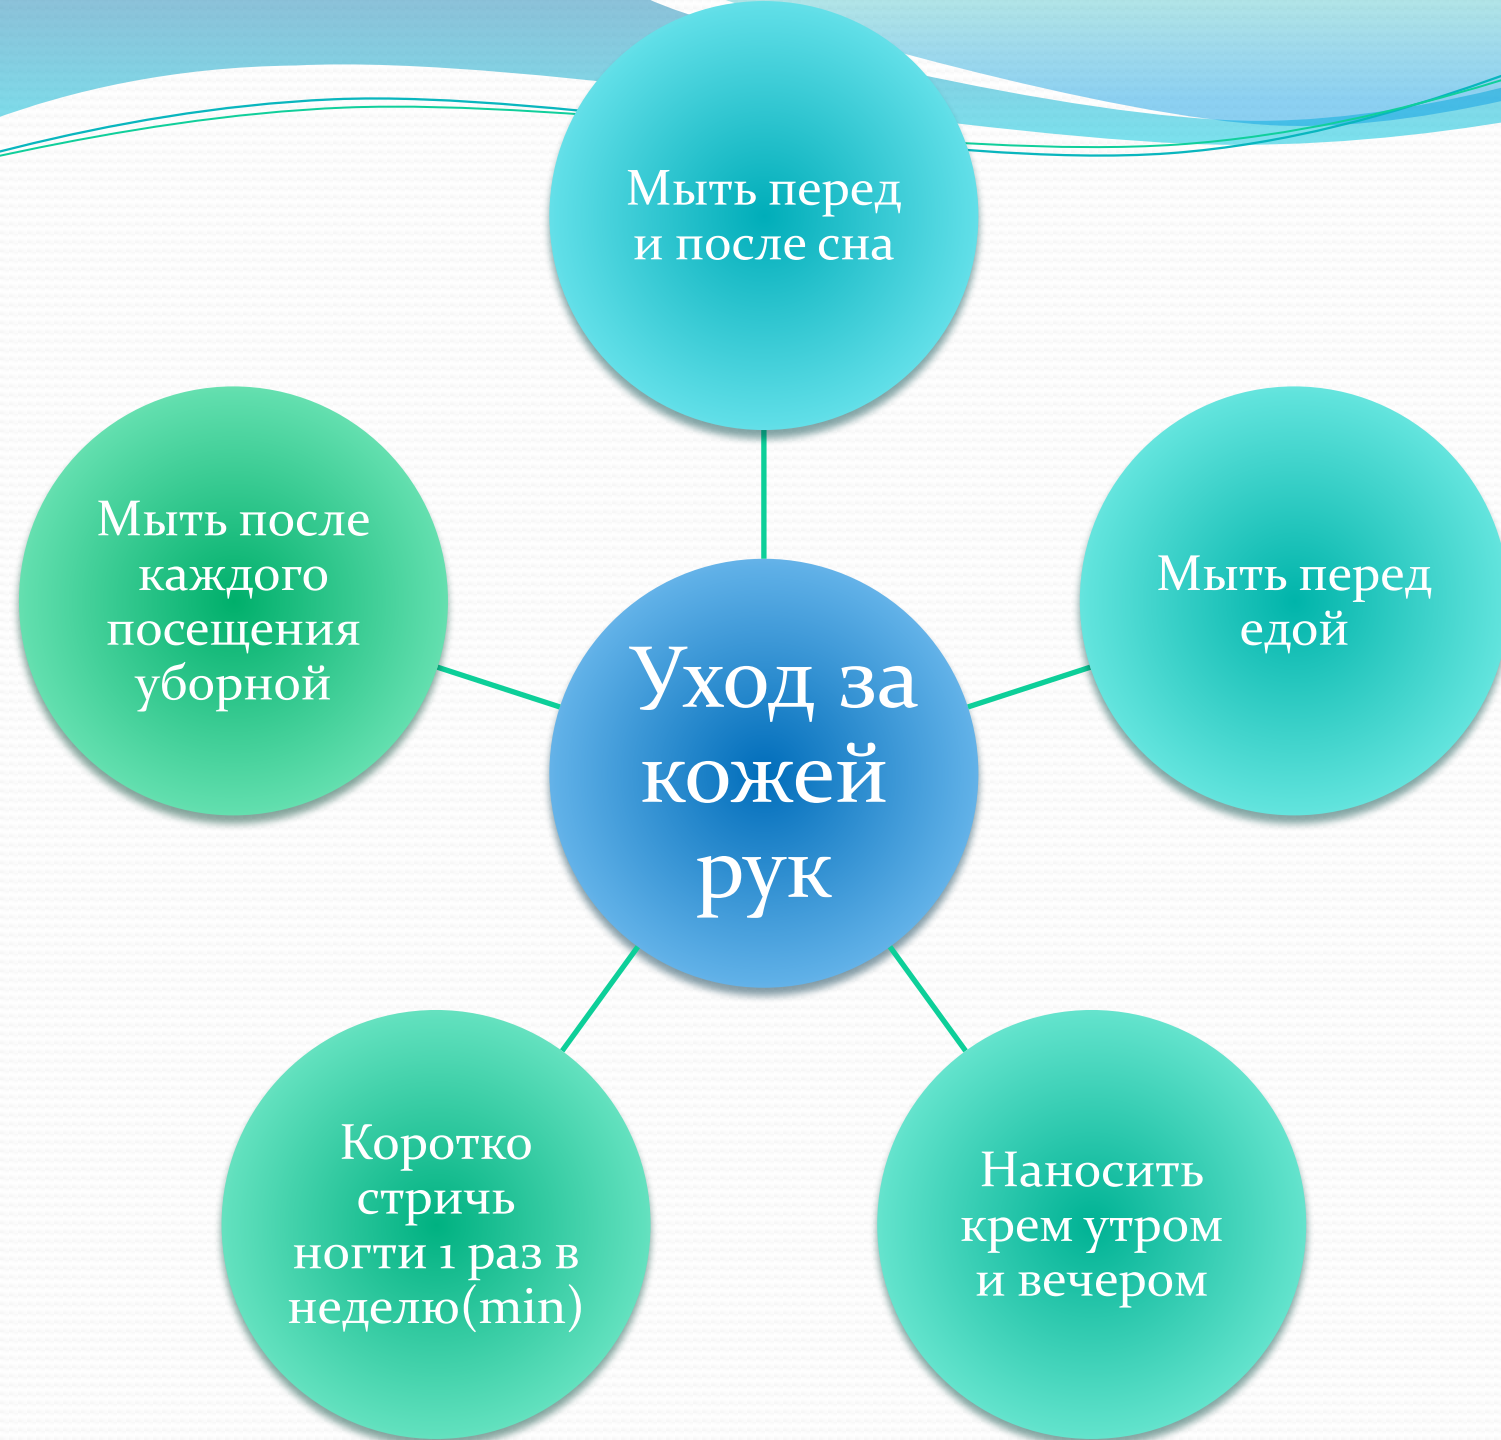 Мыть перед
и после сна
Мыть после
каждого
посещения
уборной
Мыть перед
едой
Уход за
кожей
рук
Коротко
стричь
ногти 1 раз в
неделю(min)
Наносить
крем утром
и вечером